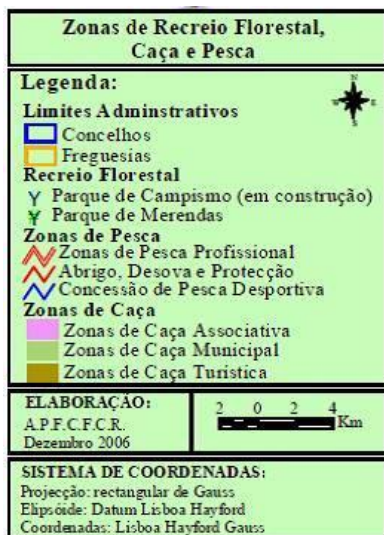 Zonas de Recreio Florestal,
Caça e Pesca
Legenda:
Limites Adminstrativos
Concelhos
Freguesias
Recreio Florestal
Parque de Campismo (em construção)
Parque de Merendas
Zonas de Pesca
Zonas de Pesca Profissional
Abrigo, Desova e Protecção
Concessão de Pesca Desportiva
Zonas de Caça
Zonas de Caça Associativa
Zonas de Caça Municipal
Zonas de Caça Turistica
ELABORAÇÃO:
A.P.F.C.F.C.R.
Dezembro 2006
2 0 2 4
Km
SISTEMA DE COORDENADAS:
Projecção: rectangular de Gauss
Elipsóide: Datum Lisboa Hayford
Coordenadas: Lisboa Hayford Gauss